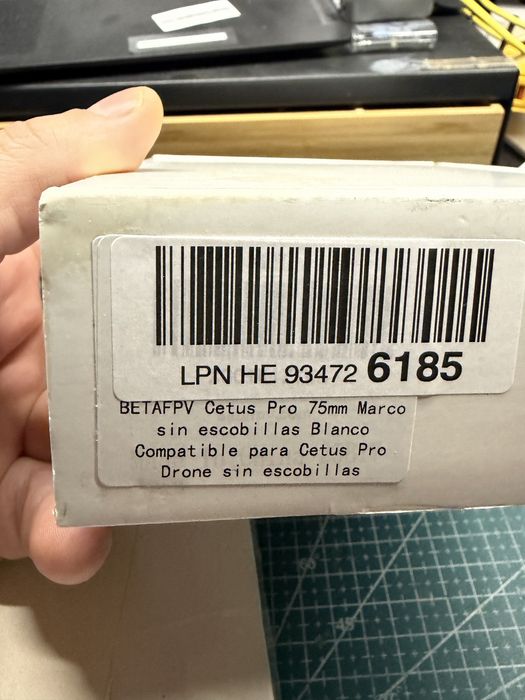 LPN HE 93472 6185
BETAFPV Cetus Pro 75mm Marco
sin escobillas Blanco
Compatible para Cetus Pro
Drone sin escobillas